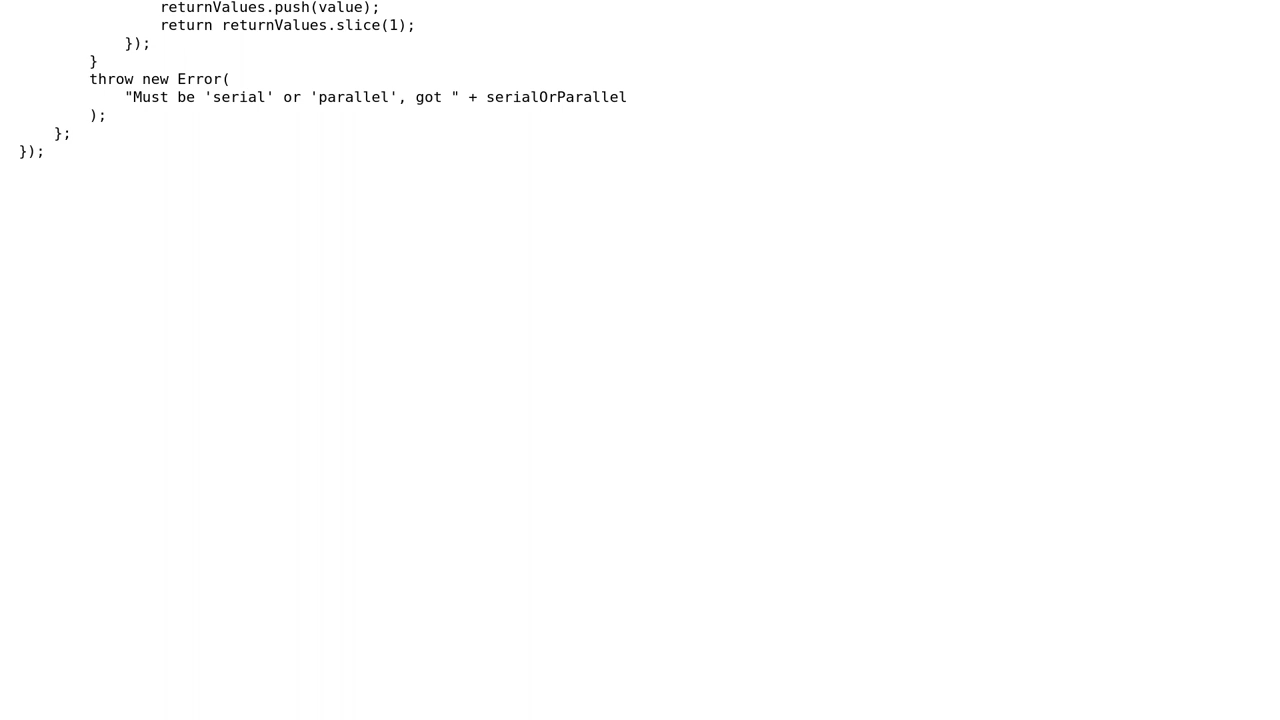 returnValues.push(value);
return returnValues.slice(1);
});
}
throw new Error(
"Must be 'serial' or 'parallel', got " + serialOrParallel
);
};
});